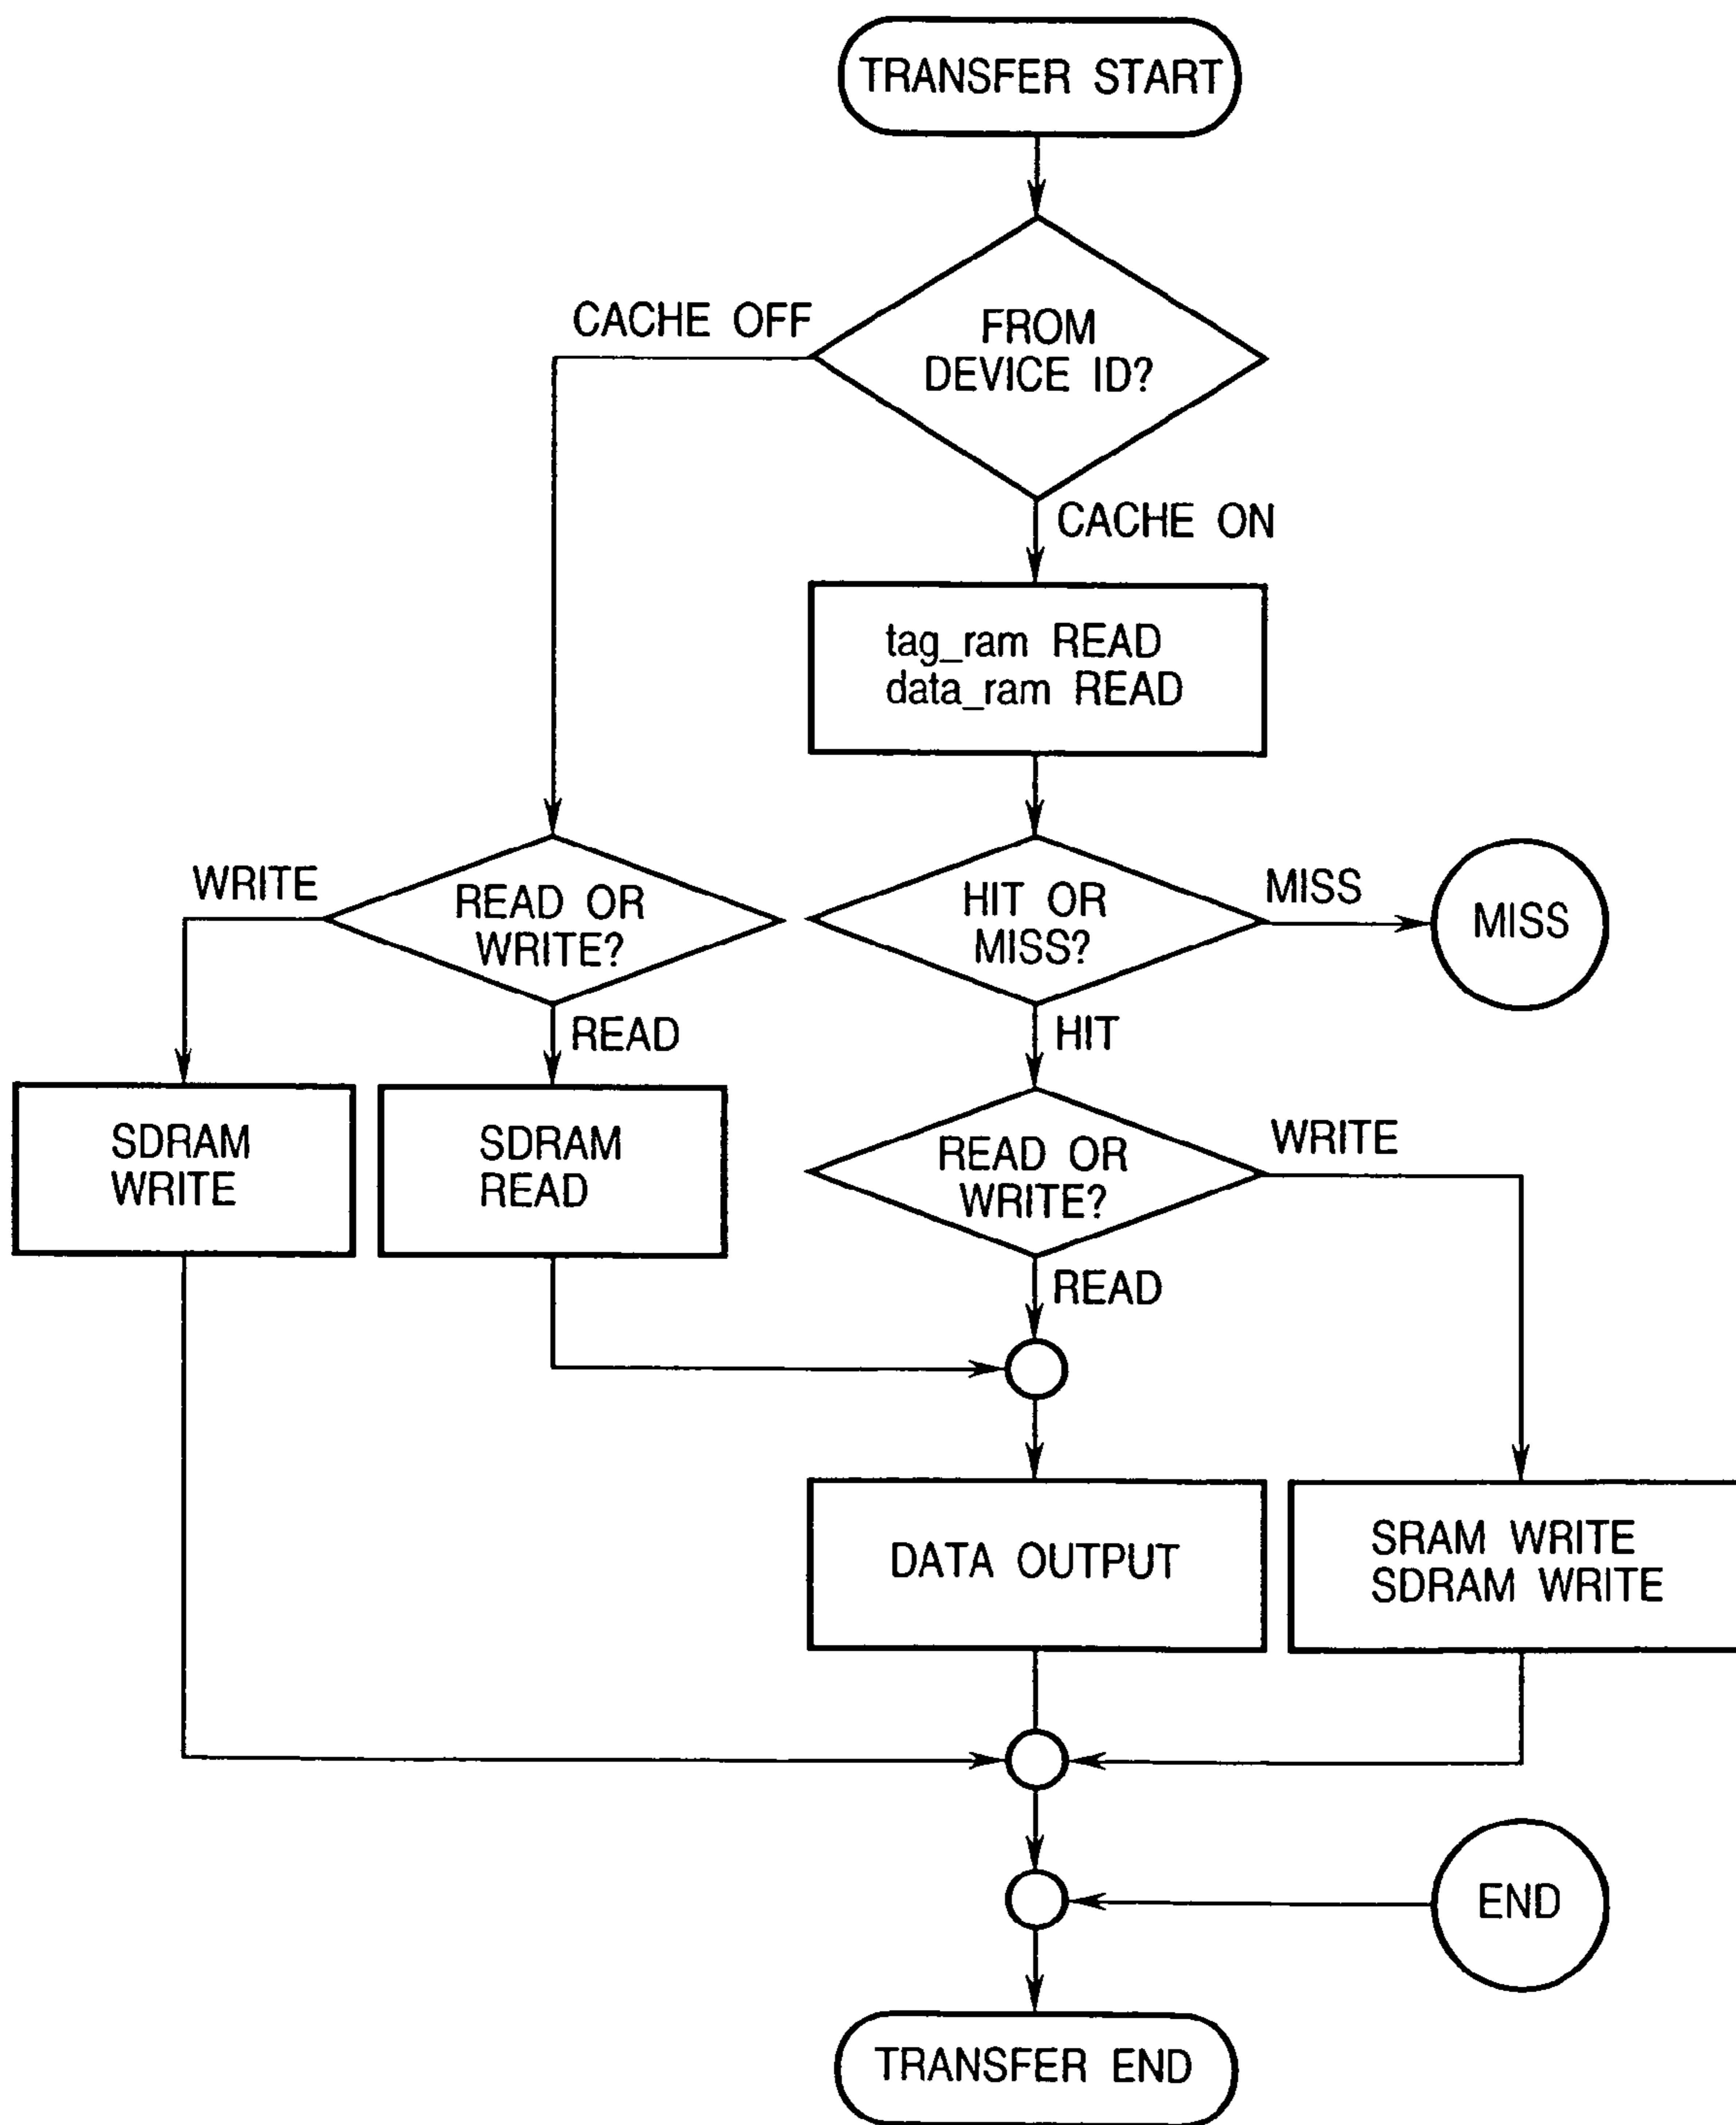 TRANSFER START
CACHE OFF
FROM
DEVICE ID?
CACHE ON
tag_ram READ
data_ram READ
WRITE
READ OR
WRITE?
HIT OR
MISS?
MISS
MISS
READ
HIT
SDRAM
WRITE
SDRAM
READ
READ OR
WRITE?
WRITE
READ
DATA OUTPUT
SRAM WRITE
SDRAM WRITE
END
TRANSFER END